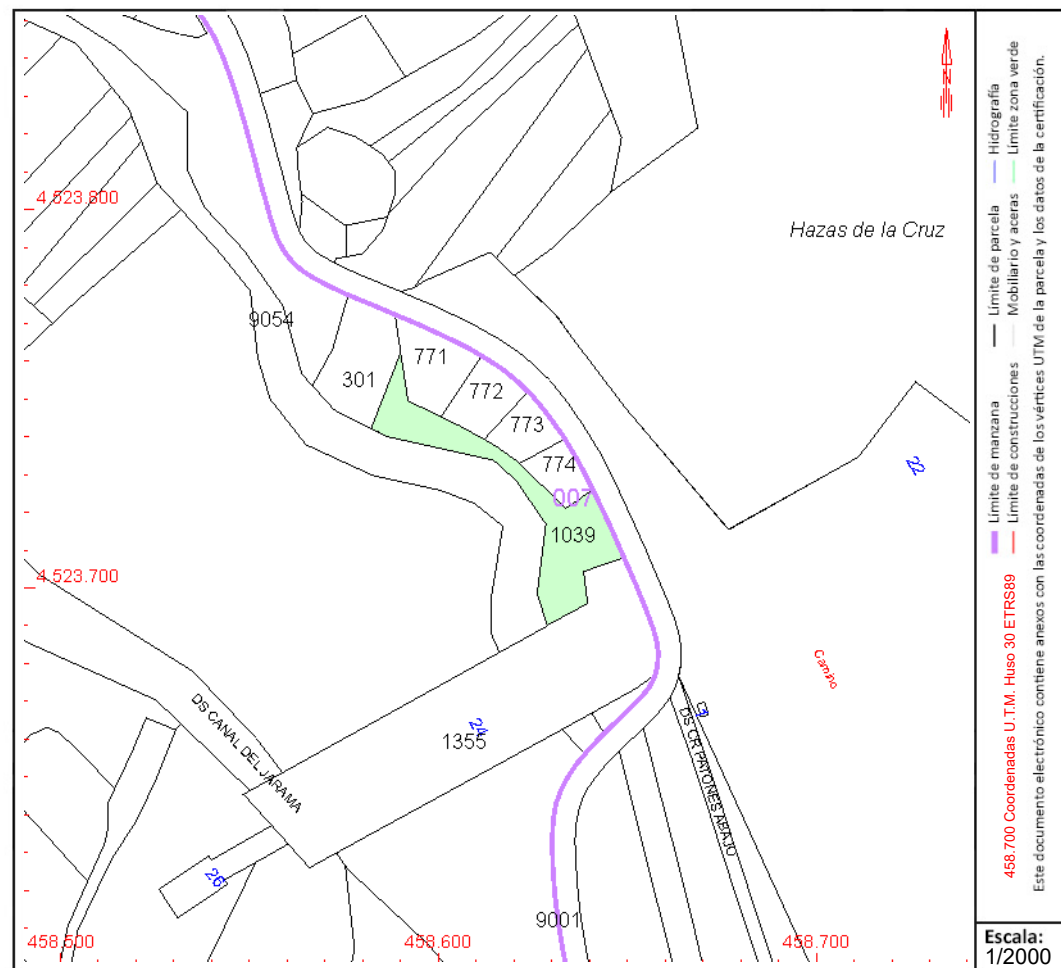 N
4.523.800
Hazas de la Cruz
9054
771
301
772
773
774
22
007
1039
4.523.700
Camino
DS CANAL DEL JARAMA
24
1355
DS CR PATONES ABAJO
26
9001
458.500
458.600
458.700
Límite de manzana
Límite de parcela
Hidrografía
Límite de construcciones
Mobiliario y aceras
Límite zona verde
458.700 Coordenadas U.T.M. Huso 30 ETRS89
Este documento electrónico contiene anexos con las coordenadas de los vértices UTM de la parcela y los datos de la certificación.
Escala:
1/2000